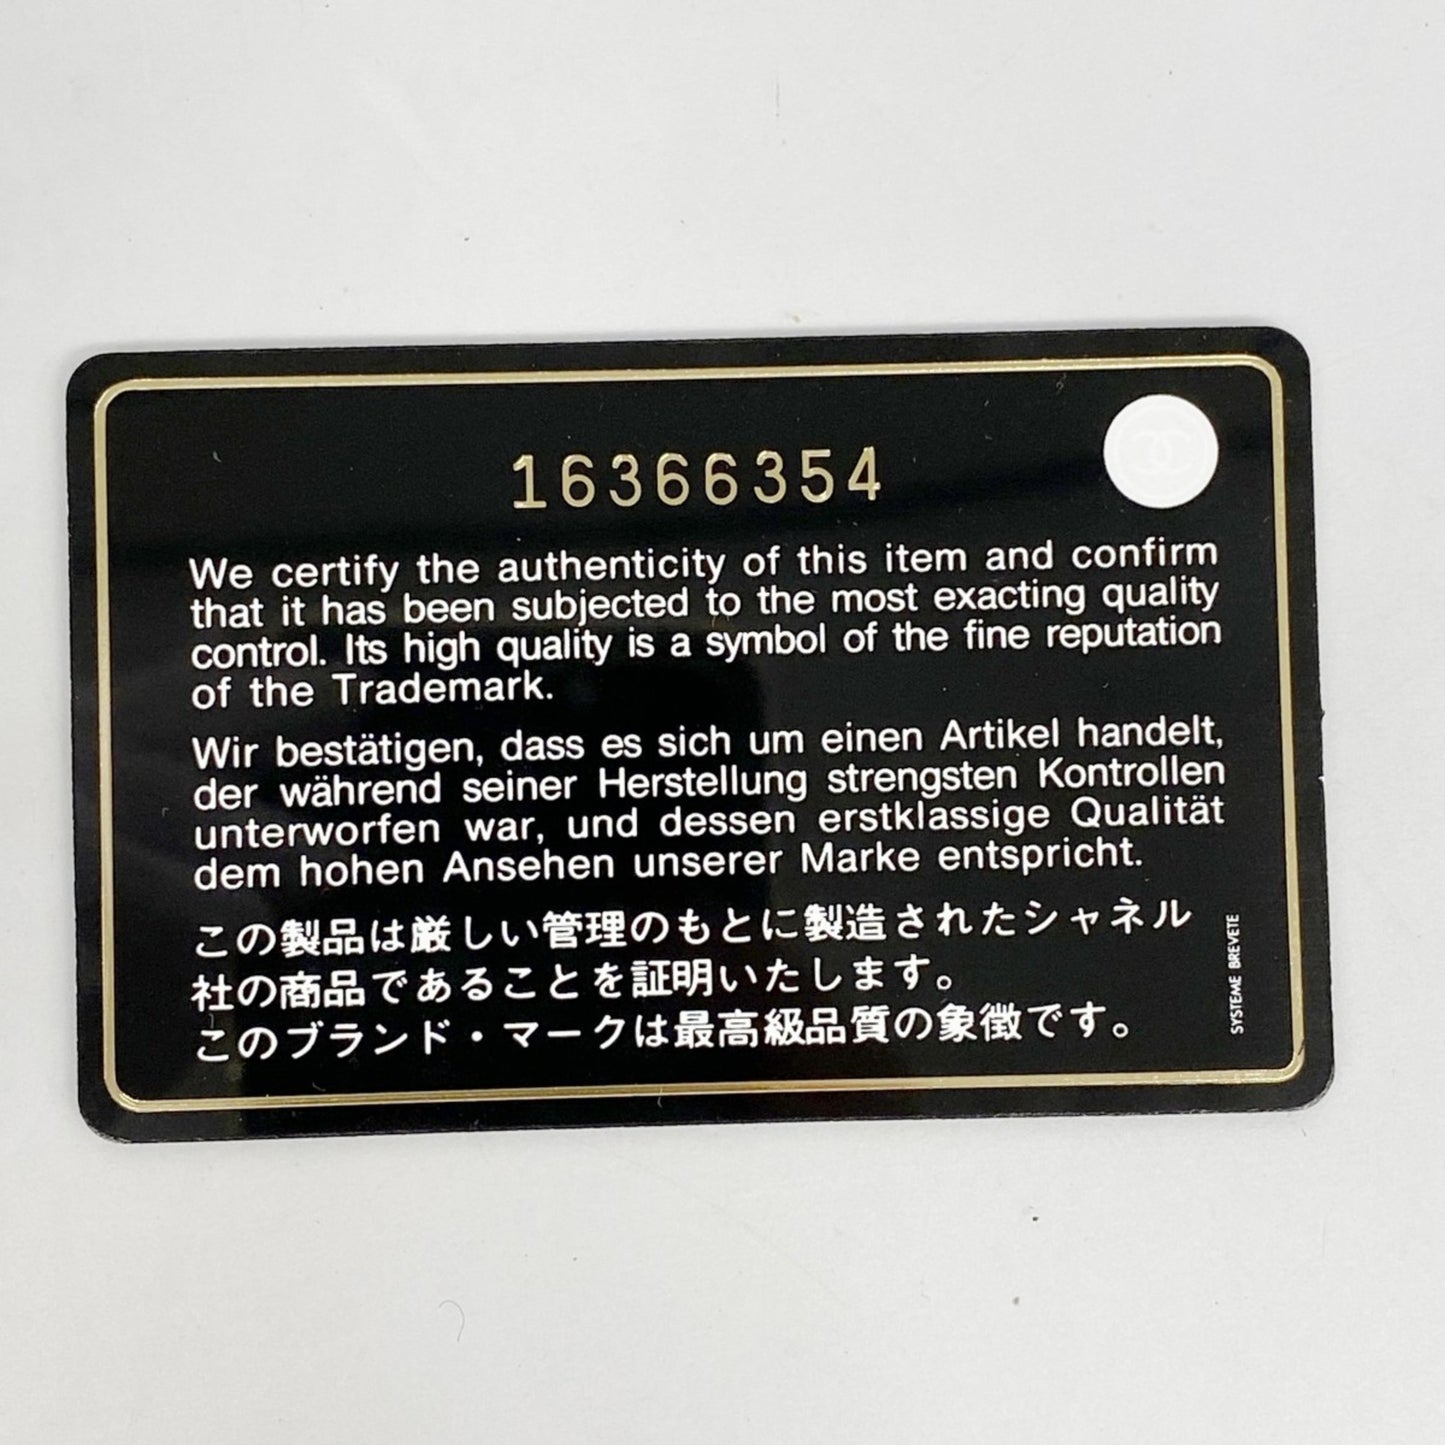 16366354
We certify the authenticity of this item and confirm
that it has been subjected to the most exacting quality
control. Its high quality is a symbol of the fine reputation
of the Trademark.
Wir bestätigen, dass es sich um einen Artikel handelt,
der während seiner Herstellung strengsten Kontrollen
unterworfen war, und dessen erstklassige Qualität
dem hohen Ansehen unserer Marke entspricht.
この製品は厳しい管理のもとに製造されたシャネル
社の商品であることを証明いたします。
このブランド・マークは最高級品質の象徴です。
SYSTEME BREVETE